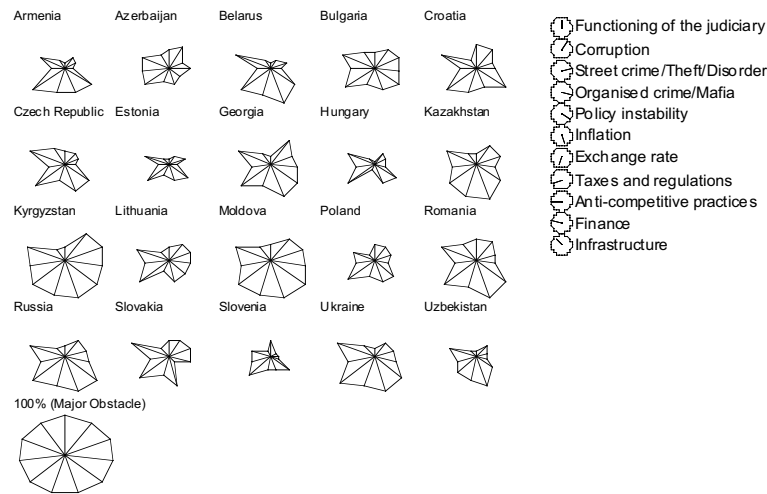 Armenia Azerbaijan Belarus Bulgaria Croatia
Functioning of the judiciary
Corruption
Street crime/Theft/Disorder
Organised crime/Mafia
Czech Republic Estonia Georgia Hungary Kazakhstan
Policy instability
Inflation
Exchange rate
Taxes and regulations
Anti-competitive practices
Kyrgyzstan Lithuania Moldova Poland Romania
Finance
Infrastructure
Russia Slovakia Slovenia Ukraine Uzbekistan
100% (Major Obstacle)